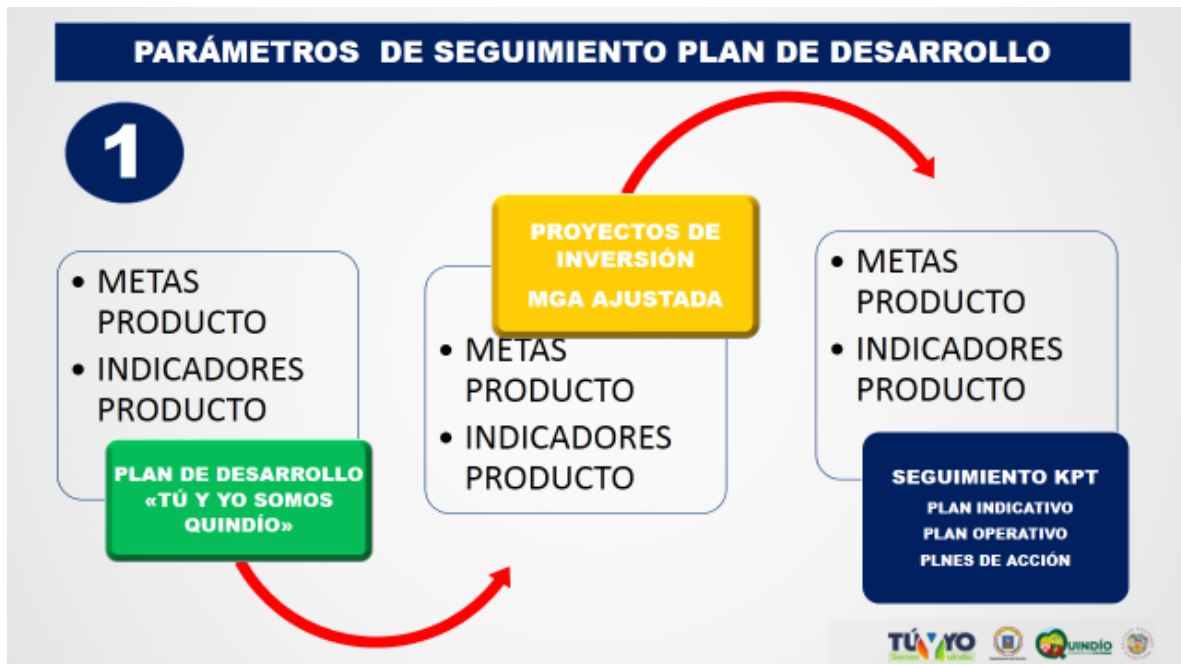 PARÁMETROS DE SEGUIMIENTO PLAN DE DESARROLLO
1
• METAS
PRODUCTO
• INDICADORES
PRODUCTO
PLAN DE DESARROLLO
«TÚ Y YO SOMOS
QUINDÍO»
PROYECTOS DE
INVERSIÓN
MGA AJUSTADA
• METAS
PRODUCTO
• INDICADORES
PRODUCTO
• METAS
PRODUCTO
• INDICADORES
PRODUCTO
SEGUIMIENTO KPT
PLAN INDICATIVO
PLAN OPERATIVO
PLNES DE ACCIÓN
TÚ Y YO
QUINDÍO